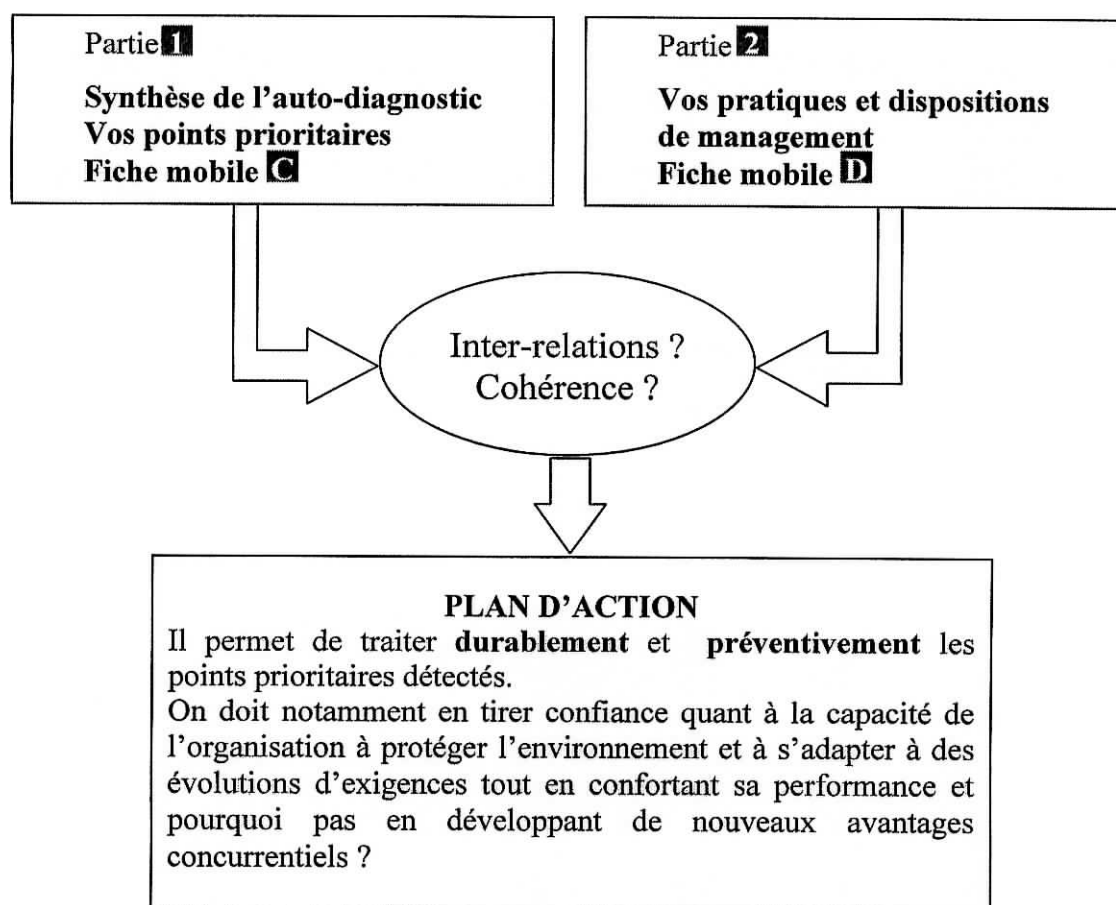 Partie 1
Synthèse de l'auto-diagnostic
Vos points prioritaires
Fiche mobile C
Partie 2
Vos pratiques et dispositions
de management
Fiche mobile D
Inter-relations ?
Cohérence ?
PLAN D'ACTION
Il permet de traiter durablement et préventivement les
points prioritaires détectés.
On doit notamment en tirer confiance quant à la capacité de
l'organisation à protéger l'environnement et à s'adapter à des
évolutions d'exigences tout en confortant sa performance et
pourquoi pas en développant de nouveaux avantages
concurrentiels ?